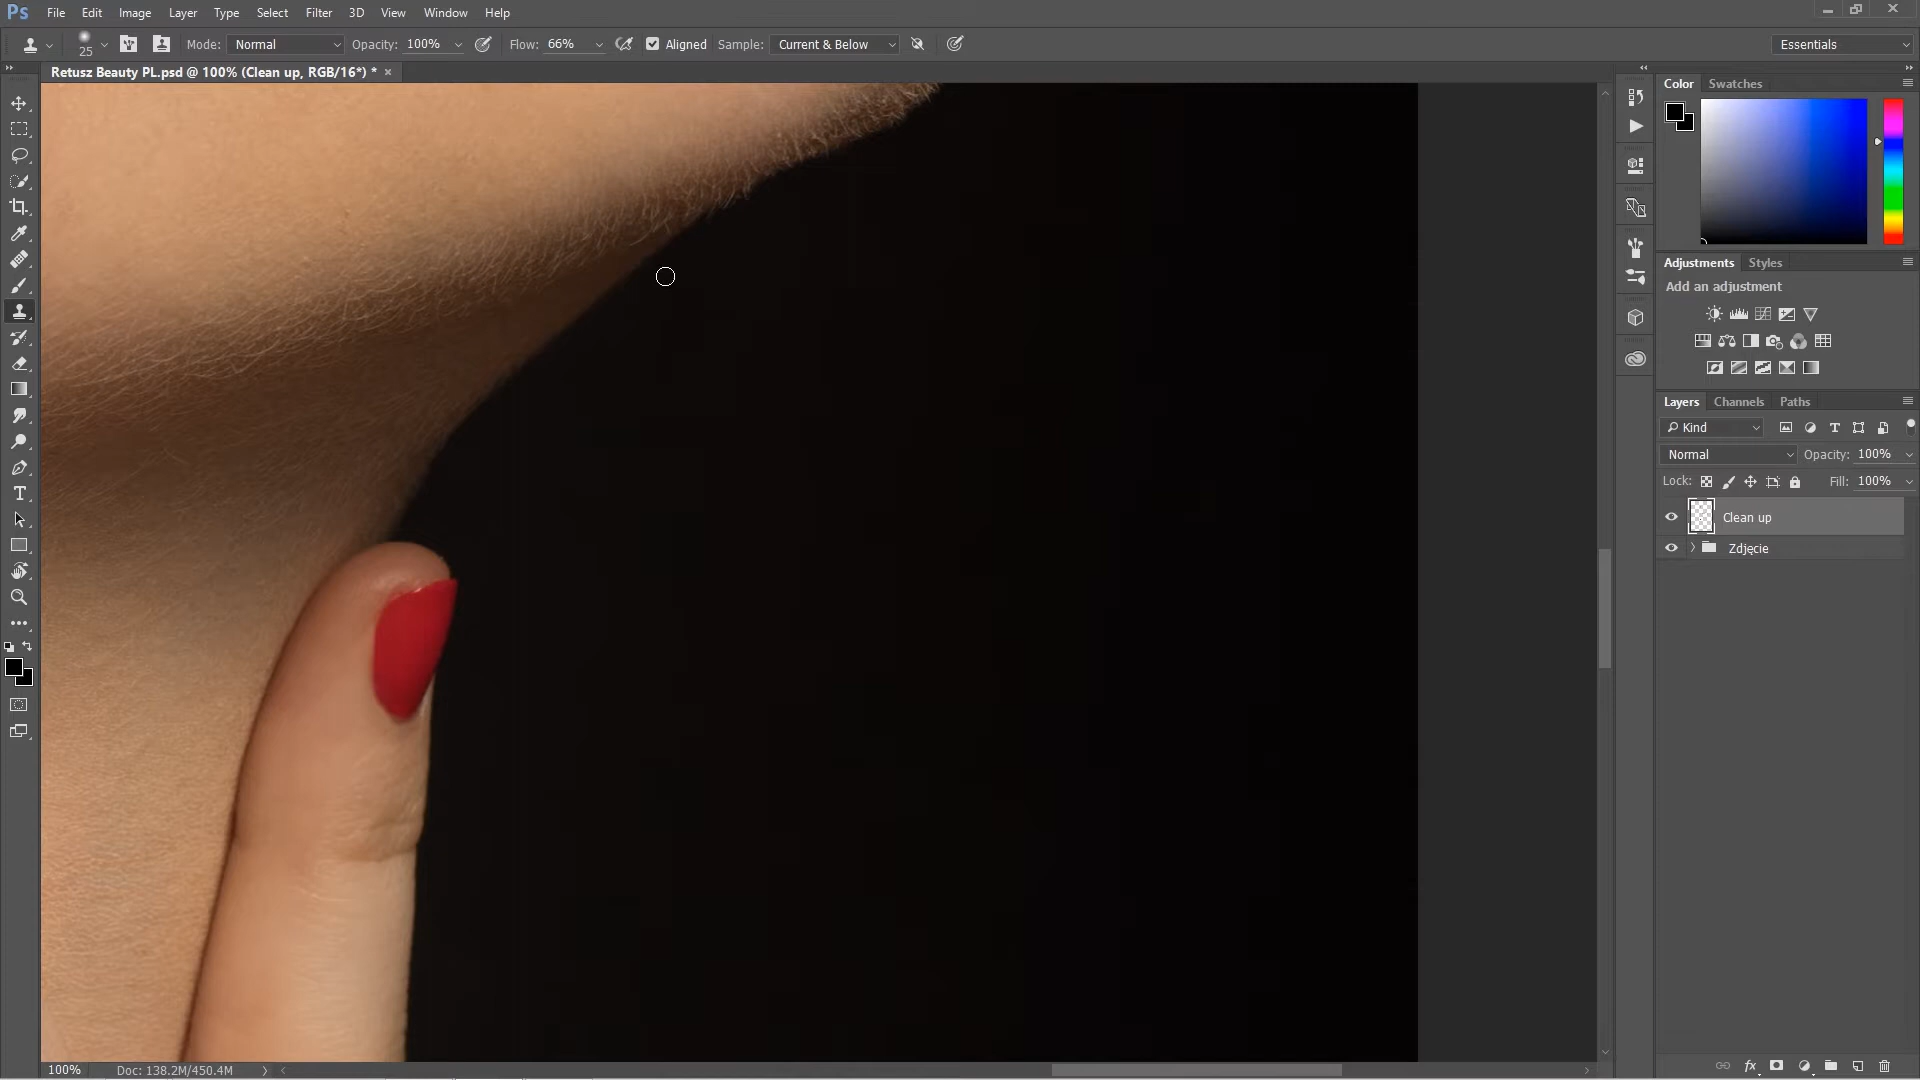 Ps File Edit Image Layer Type Select Filter 3D View Window Help
25 Mode: Normal Opacity: 100% Flow: 66% Aligned Sample: Current & Below Essentials
Retusz Beauty PL.psd @ 100% (Clean up, RGB/16*) * ×
Color Swatches
Adjustments Styles
Add an adjustment
Layers Channels Paths
Kind
Normal Opacity: 100%
Lock: Fill: 100%
Clean up
Zdjęcie
100% Doc: 138.2M/450.4M